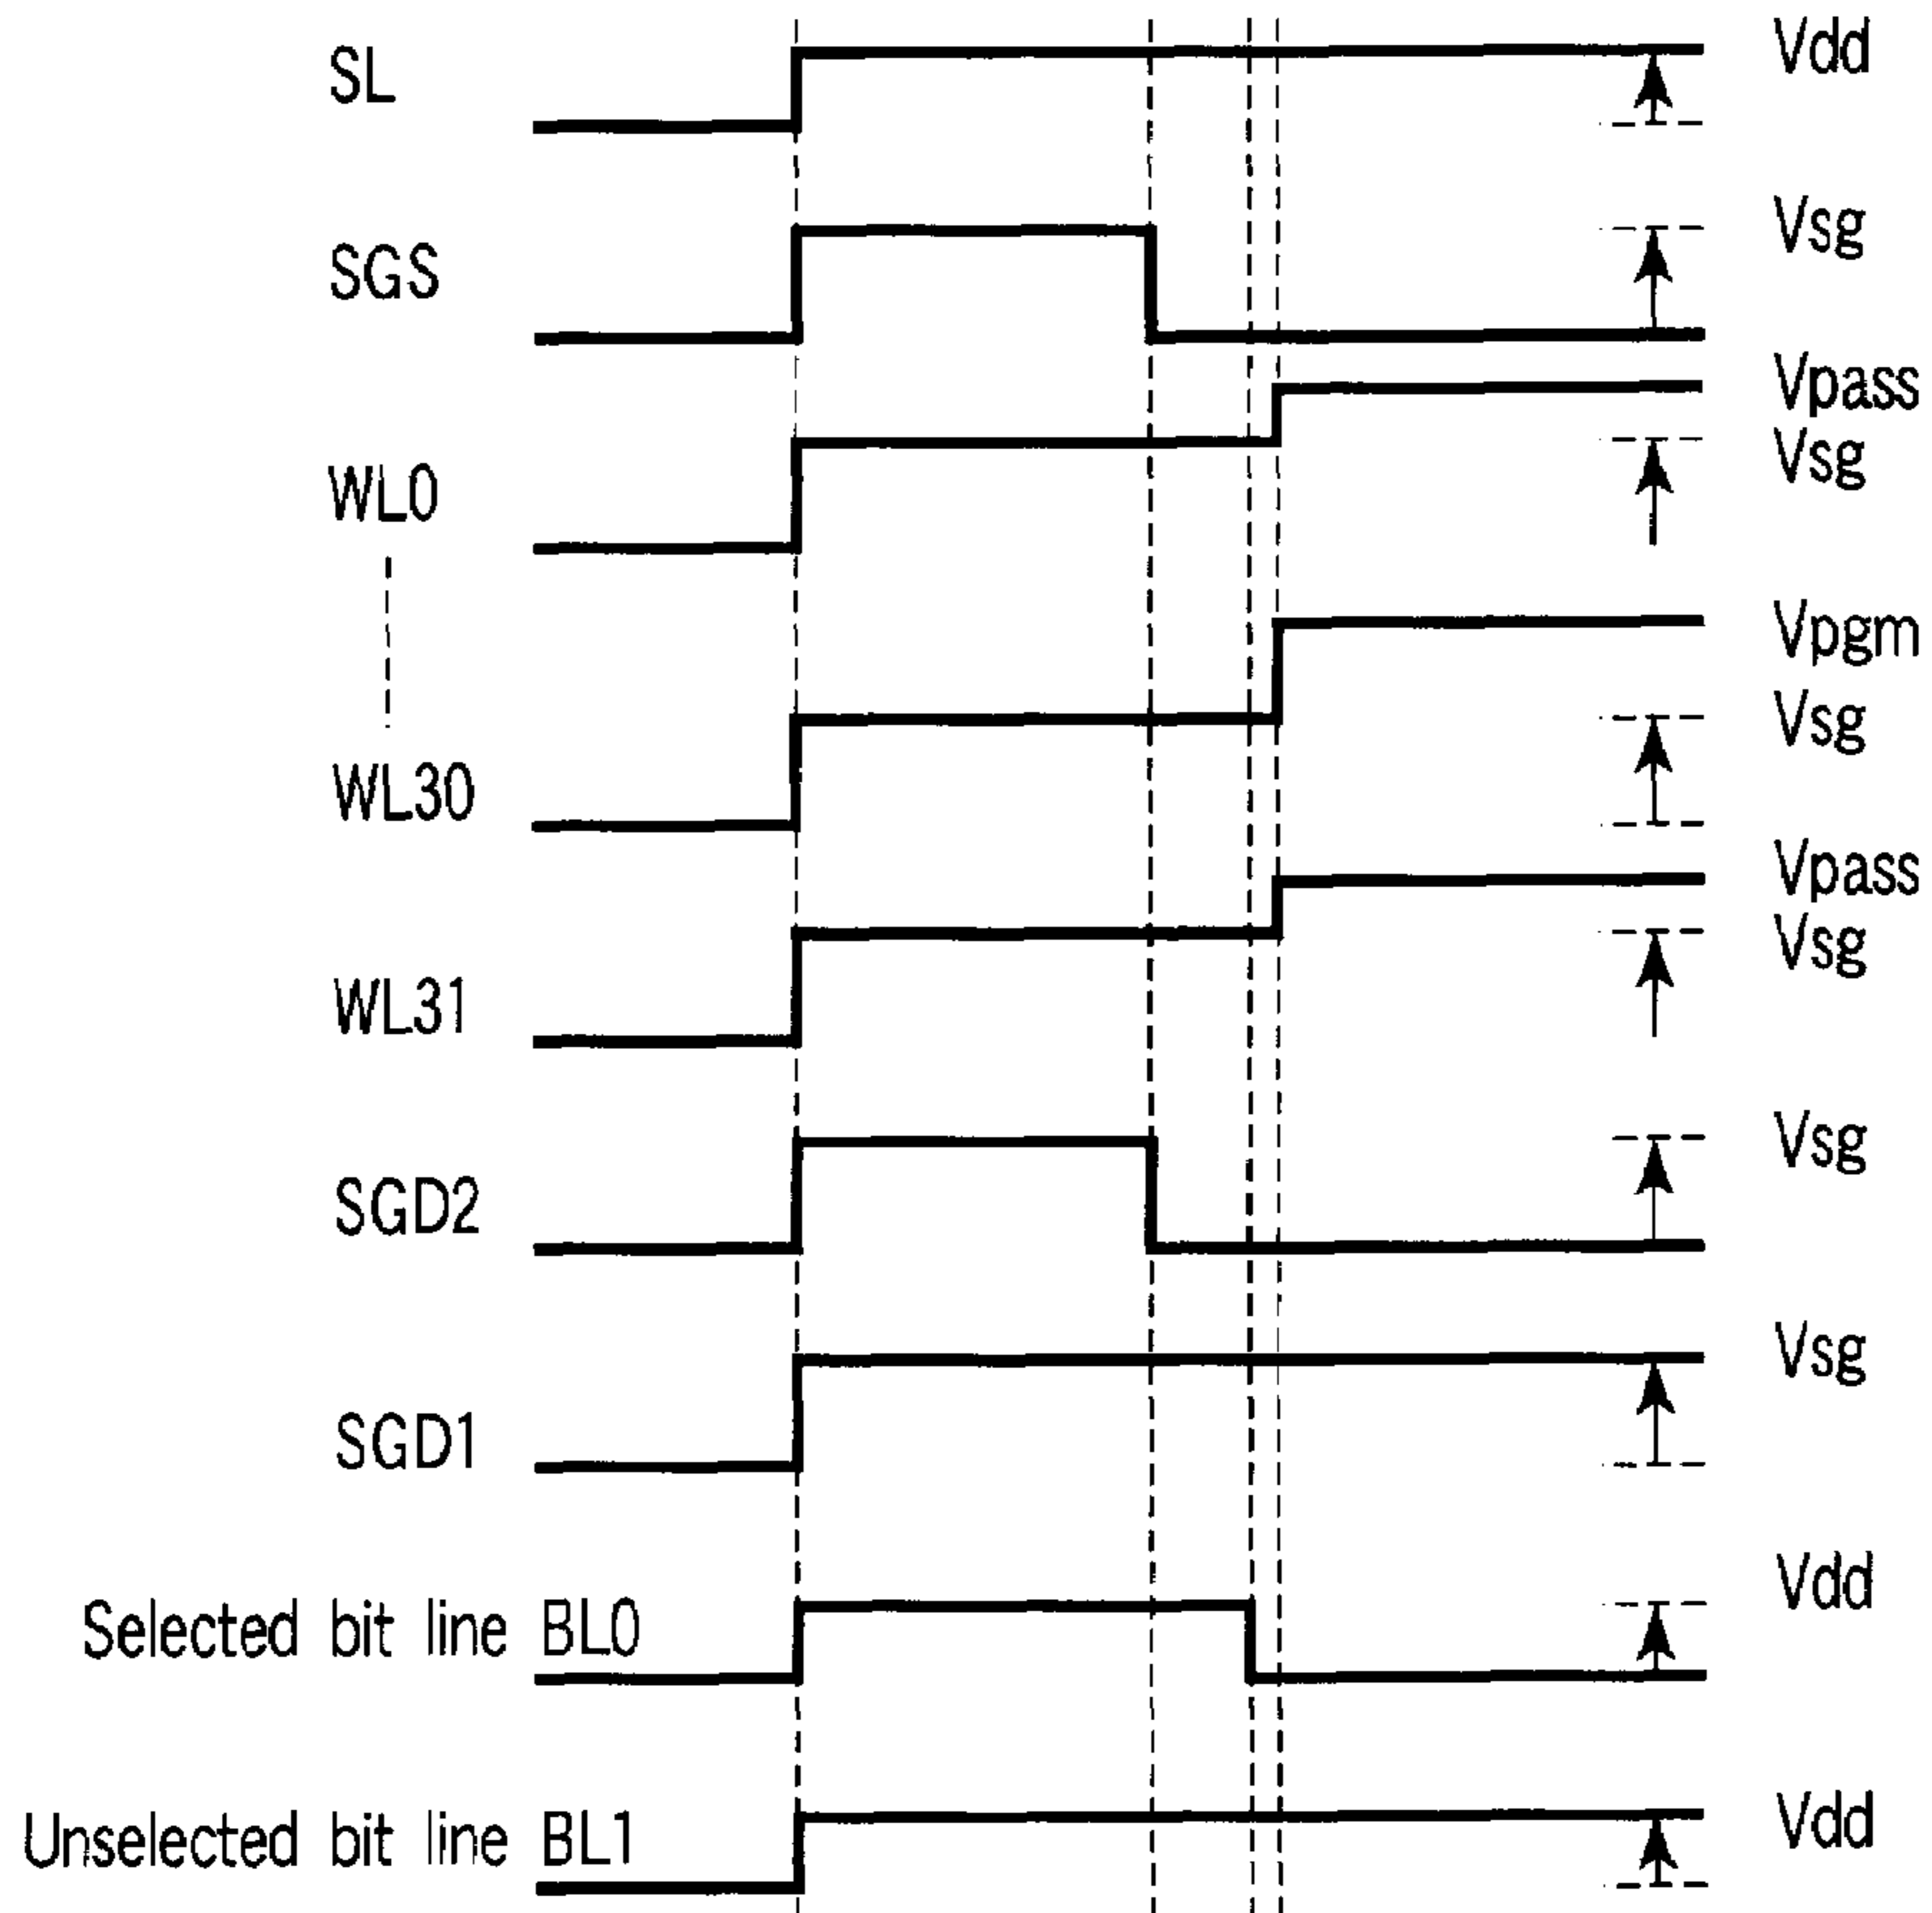 SL Vdd
SGS Vsg
Vpass
WL0 Vsg
Vpgm
Vsg
WL30
Vpass
Vsg
WL31
Vsg
SGD2
Vsg
SGD1
Vdd
Selected bit line BL0
Unselected bit line BL1 Vdd